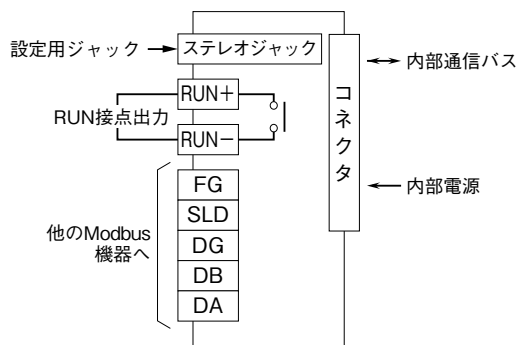 設定用ジャック
ステレオジャック
内部通信バス
RUN+
RUN接点出力
RUN−
コネクタ
内部電源
FG
SLD
DG
DB
DA
他のModbus
機器へ